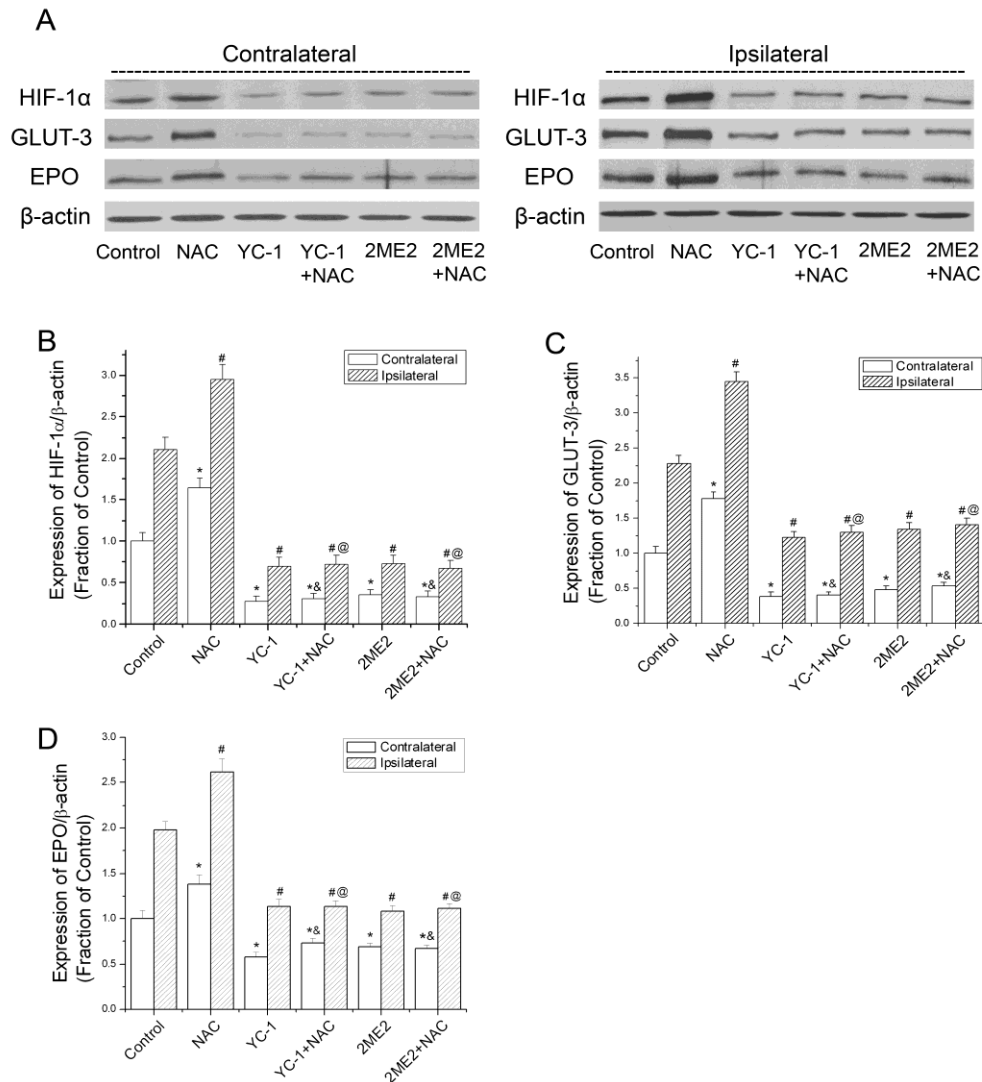 A
Contralateral
Ipsilateral
HIF-1α
GLUT-3
EPO
β-actin
Control NAC YC-1 YC-1 +NAC 2ME2 2ME2 +NAC
HIF-1α
GLUT-3
EPO
β-actin
Control NAC YC-1 YC-1 +NAC 2ME2 2ME2 +NAC
B
Expression of HIF-1α/β-actin
(Fraction of Control)
3.0
2.5
2.0
1.5
1.0
0.5
0.0
Contralateral
Ipsilateral
* # * # *& #@ * # *& #@
Control NAC YC-1 YC-1+NAC 2ME2 2ME2+NAC
C
Expression of GLUT-3/β-actin
(Fraction of Control)
3.5
3.0
2.5
2.0
1.5
1.0
0.5
0.0
Contralateral
Ipsilateral
* # * # *& #@ * # *& #@
Control NAC YC-1 YC-1+NAC 2ME2 2ME2+NAC
D
Expression of EPO/β-actin
(Fraction of Control)
3.0
2.5
2.0
1.5
1.0
0.5
0.0
Contralateral
Ipsilateral
* # * # *& #@ * # *& #@
Control NAC YC-1 YC-1+NAC 2ME2 2ME2+NAC